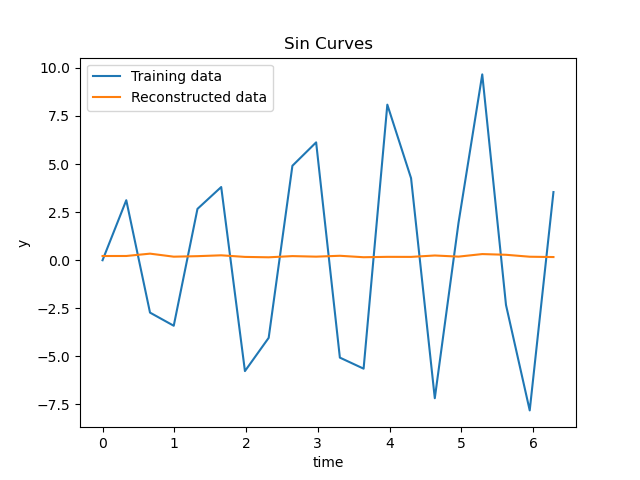 Sin Curves
Training data
Reconstructed data
10.0
7.5
5.0
2.5
0.0
−2.5
−5.0
−7.5
y
0 1 2 3 4 5 6
time